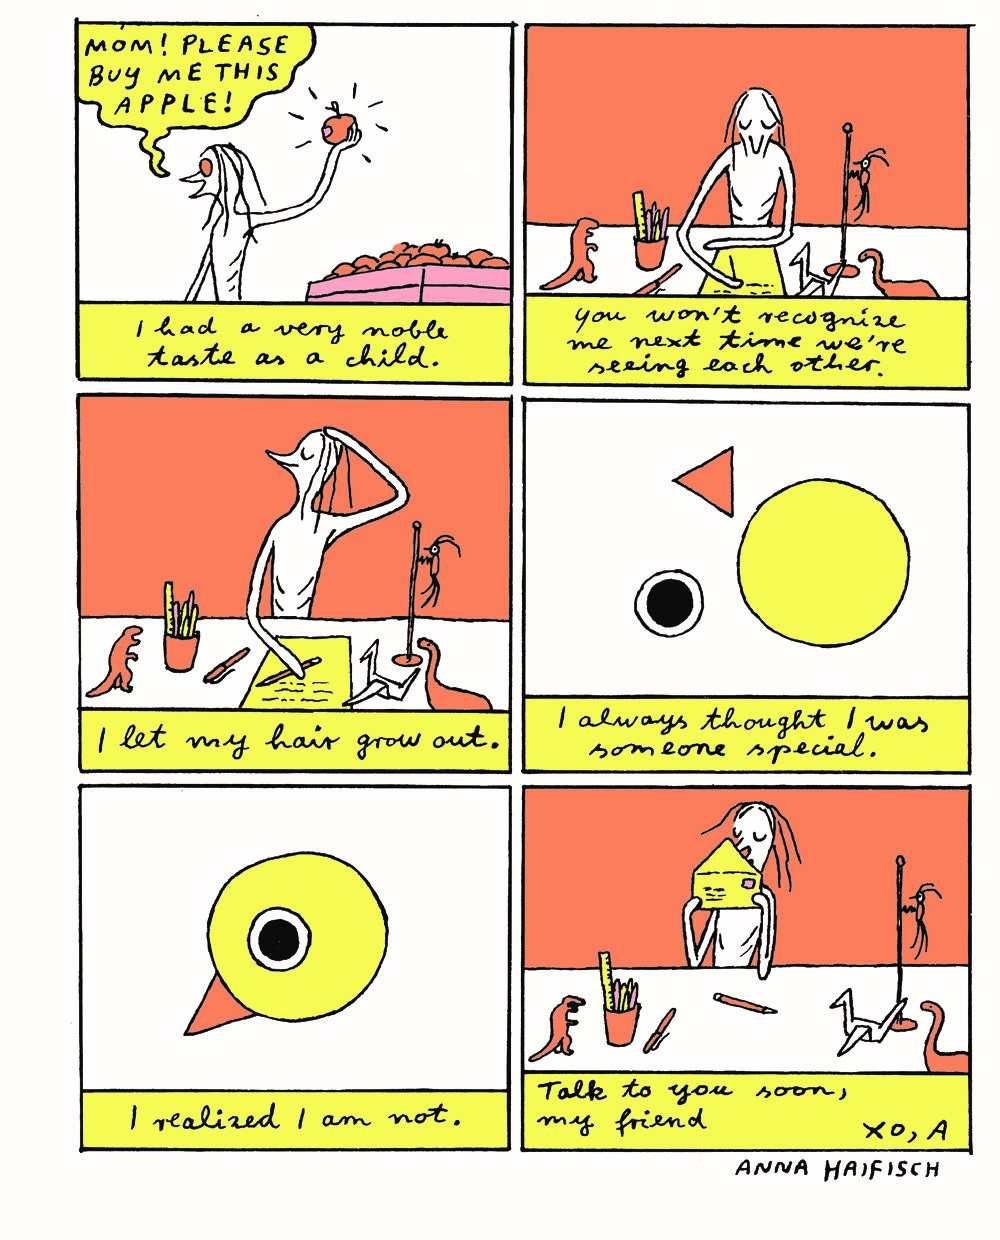 MOM! PLEASE
BUY ME THIS
APPLE!
I had a very noble
taste as a child.
you won't recognize
me next time we're
seeing each other.
I let my hair grow out.
I always thought I was
someone special.
I realized I am not.
Talk to you soon,
my friend
XO, A
ANNA HAIFISCH